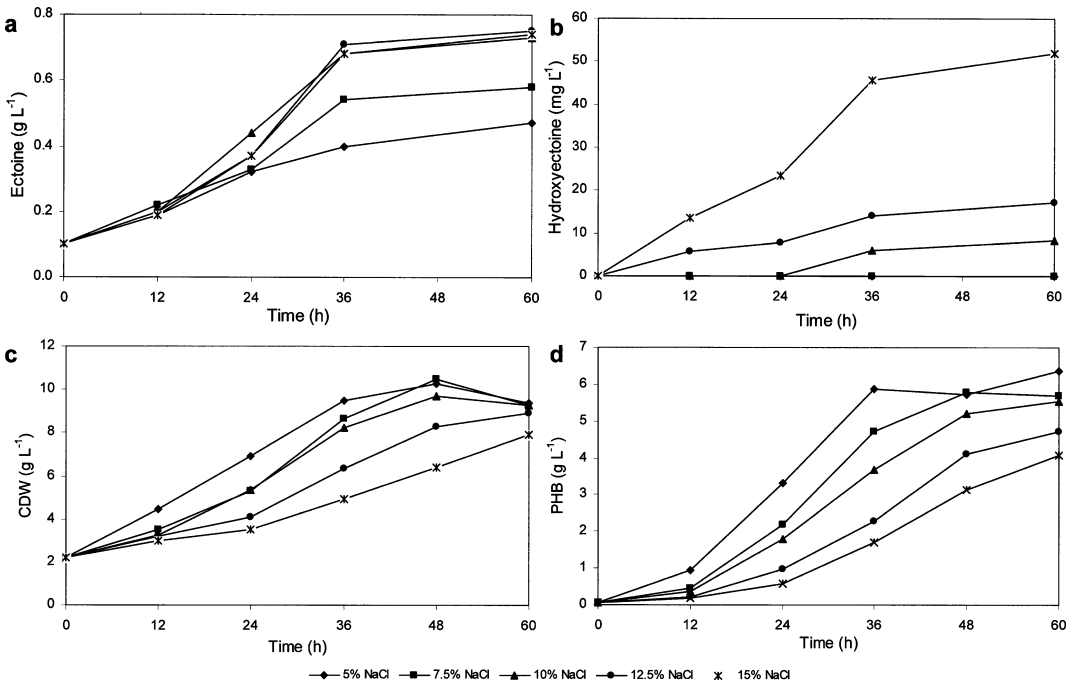 a
0.8
0.6
0.4
0.2
0.0
Ectoine (g L⁻¹)
0 12 24 36 48 60
Time (h)
b
60
50
40
30
20
10
0
Hydroxyectoine (mg L⁻¹)
0 12 24 36 48 60
Time (h)
c
12
10
8
6
4
2
0
CDW (g L⁻¹)
0 12 24 36 48 60
Time (h)
d
7
6
5
4
3
2
1
0
PHB (g L⁻¹)
0 12 24 36 48 60
Time (h)
5% NaCl 7.5% NaCl 10% NaCl 12.5% NaCl 15% NaCl